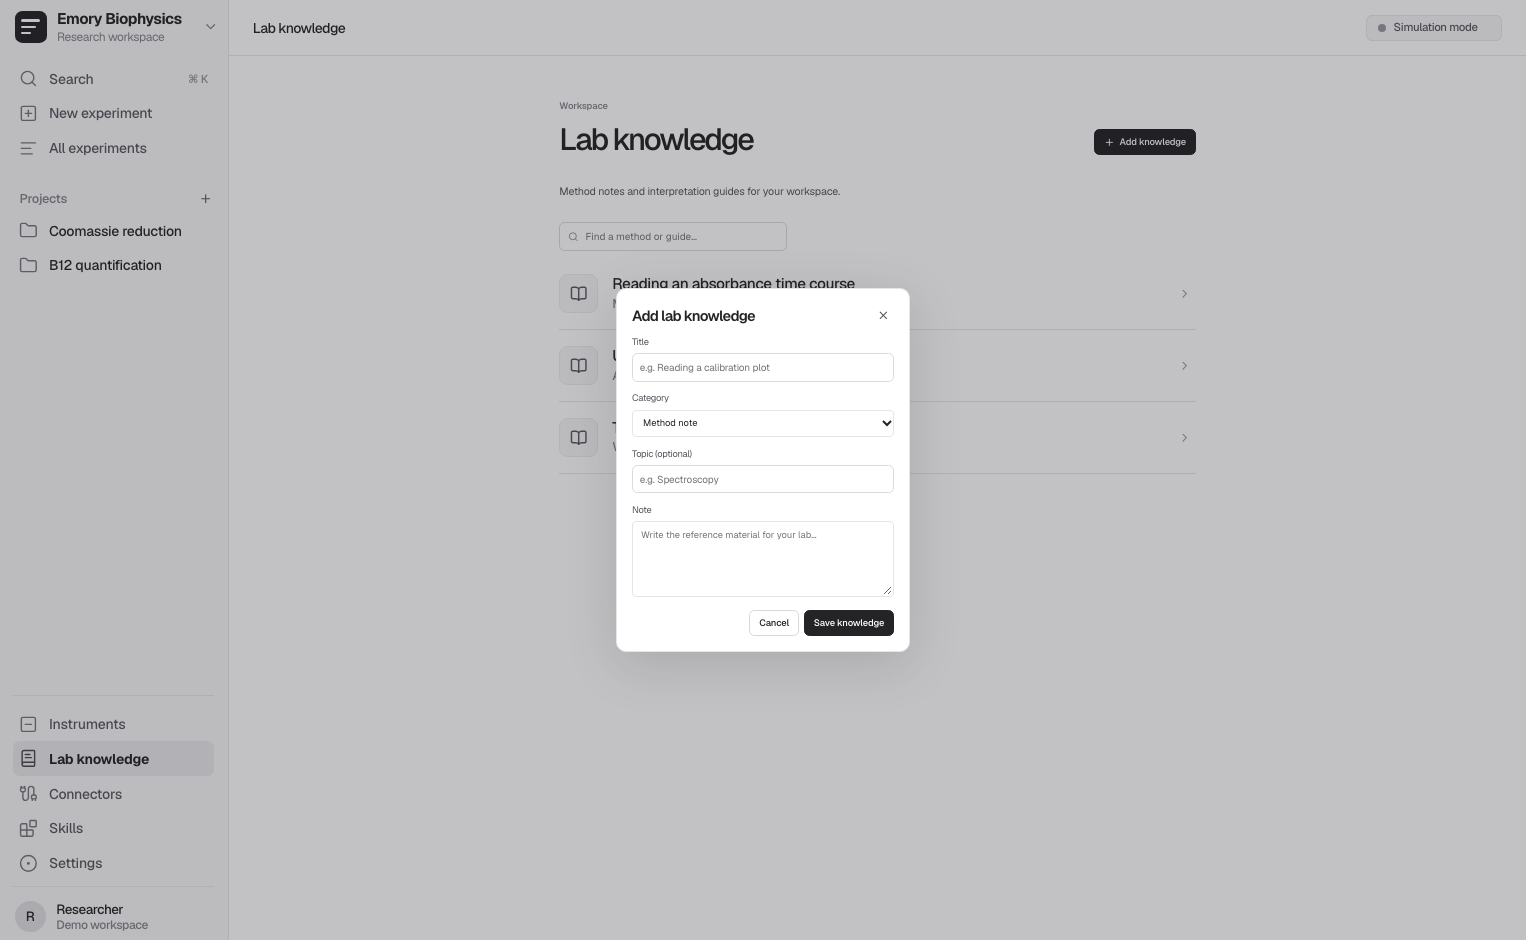 Emory Biophysics
Research workspace
Search ⌘ K
New experiment
All experiments
Projects
Coomassie reduction
B12 quantification
Instruments
Lab knowledge
Connectors
Skills
Settings
R
Researcher
Demo workspace
Lab knowledge
Simulation mode
Workspace
Lab knowledge
Add knowledge
Method notes and interpretation guides for your workspace.
Find a method or guide...
Reading an absorbance time course
Add lab knowledge
Title
e.g. Reading a calibration plot
Category
Method note
Topic (optional)
e.g. Spectroscopy
Note
Write the reference material for your lab...
Cancel
Save knowledge